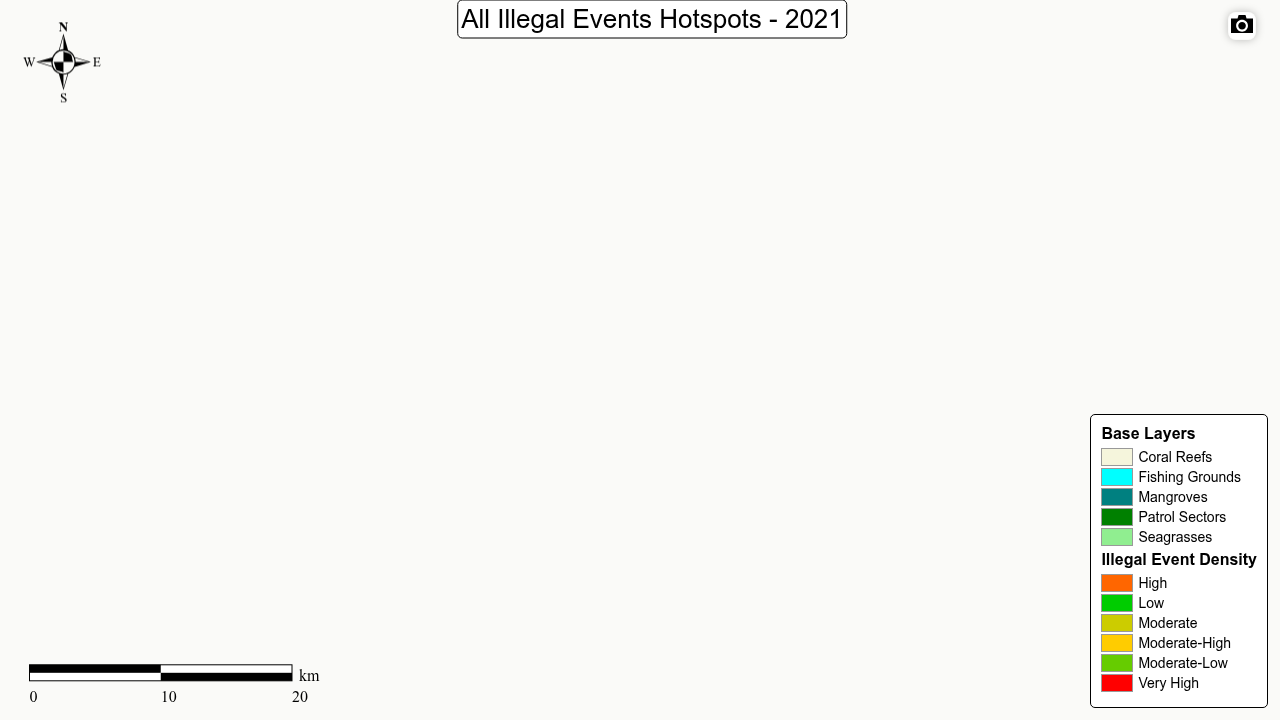 All Illegal Events Hotspots - 2021
N
W E
S
Base Layers
Coral Reefs
Fishing Grounds
Mangroves
Patrol Sectors
Seagrasses
Illegal Event Density
High
Low
Moderate
Moderate-High
Moderate-Low
Very High
km
0 10 20